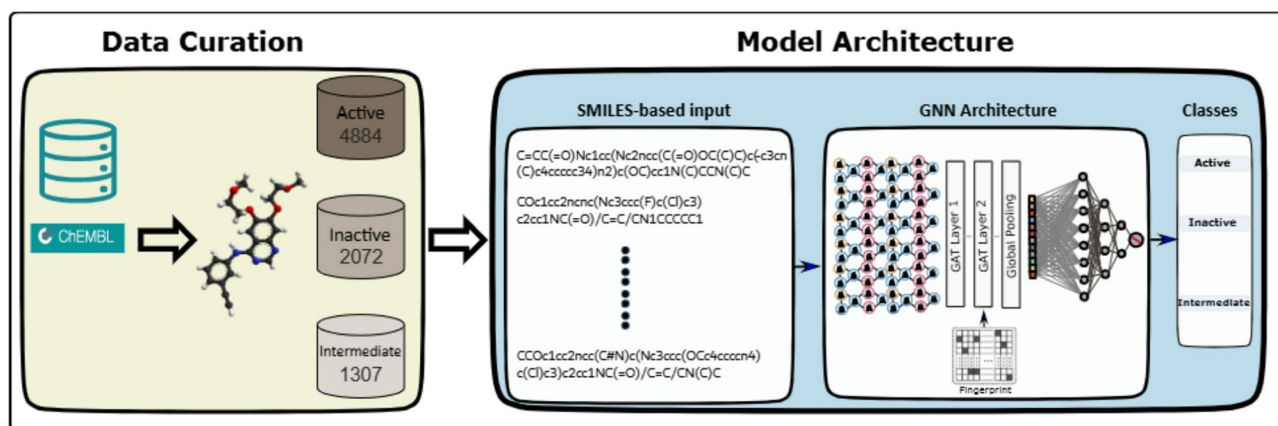 Data Curation
Model Architecture
Active
4884
ChEMBL
Inactive
2072
Intermediate
1307
SMILES-based input
C=CC(=O)Nc1cc(Nc2ncc(C(=O)OC(C)C)c(-c3cn
(C)c4ccccc34)n2)c(OC)cc1N(C)CCN(C)C
COc1cc2ncnc(Nc3ccc(F)c(Cl)c3)
c2cc1NC(=O)/C=C/CN1CCCCC1
CCOc1cc2ncc(C#N)c(Nc3ccc(OCc4ccccn4)
c(Cl)c3)c2cc1NC(=O)/C=C/CN(C)C
GNN Architecture
GAT Layer 1
GAT Layer 2
Global Pooling
Fingerprint
Classes
Active
Inactive
Intermediate